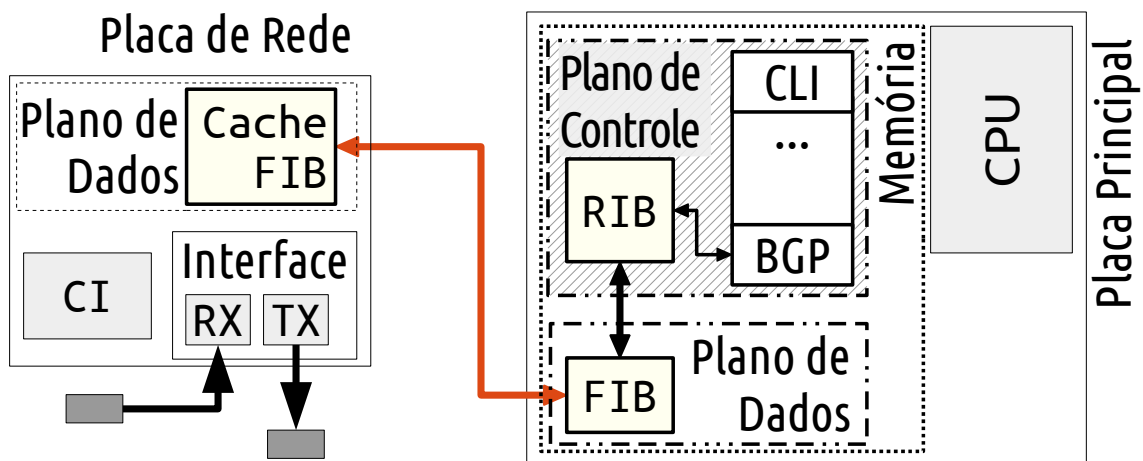 Placa de Rede
Plano de
Dados
Cache
FIB
CI
Interface
RX
TX
Plano de
Controle
CLI
...
RIB
BGP
Memória
CPU
Placa Principal
FIB
Plano de
Dados